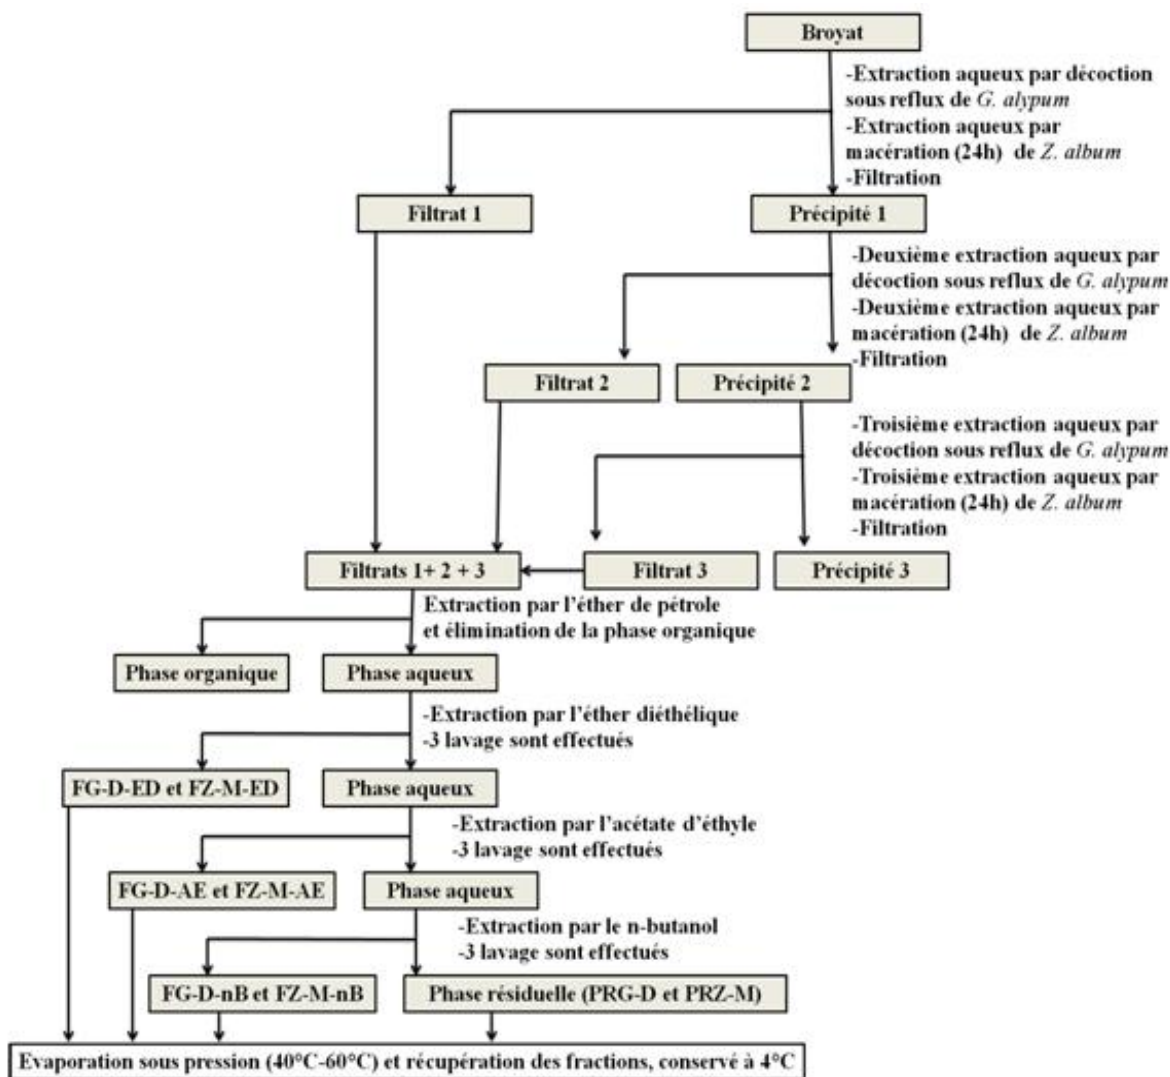 Broyat
-Extraction aqueux par décoction
sous reflux de G. alypum
-Extraction aqueux par
macération (24h) de Z. album
-Filtration
Filtrat 1
Précipité 1
-Deuxième extraction aqueux par
décoction sous reflux de G. alypum
-Deuxième extraction aqueux par
macération (24h) de Z. album
-Filtration
Filtrat 2
Précipité 2
-Troisième extraction aqueux par
décoction sous reflux de G. alypum
-Troisième extraction aqueux par
macération (24h) de Z. album
-Filtration
Filtrats 1+ 2 + 3
Filtrat 3
Précipité 3
Extraction par l'éther de pétrole
et élimination de la phase organique
Phase organique
Phase aqueux
-Extraction par l'éther diéthélique
-3 lavage sont effectués
FG-D-ED et FZ-M-ED
Phase aqueux
-Extraction par l'acétate d'éthyle
-3 lavage sont effectués
FG-D-AE et FZ-M-AE
Phase aqueux
-Extraction par le n-butanol
-3 lavage sont effectués
FG-D-nB et FZ-M-nB
Phase résiduelle (PRG-D et PRZ-M)
Evaporation sous pression (40°C-60°C) et récupération des fractions, conservé à 4°C